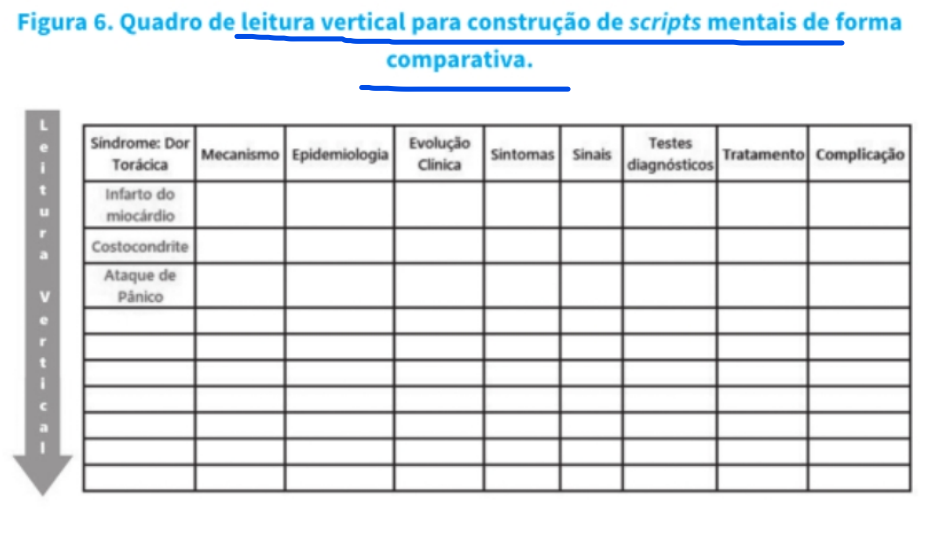 Figura 6. Quadro de leitura vertical para construção de scripts mentais de forma
comparativa.
Leitura Vertical
Síndrome: Dor Torácica | Mecanismo | Epidemiologia | Evolução Clínica | Sintomas | Sinais | Testes diagnósticos | Tratamento | Complicação
Infarto do
miocárdio
Costocondrite
Ataque de
Pânico